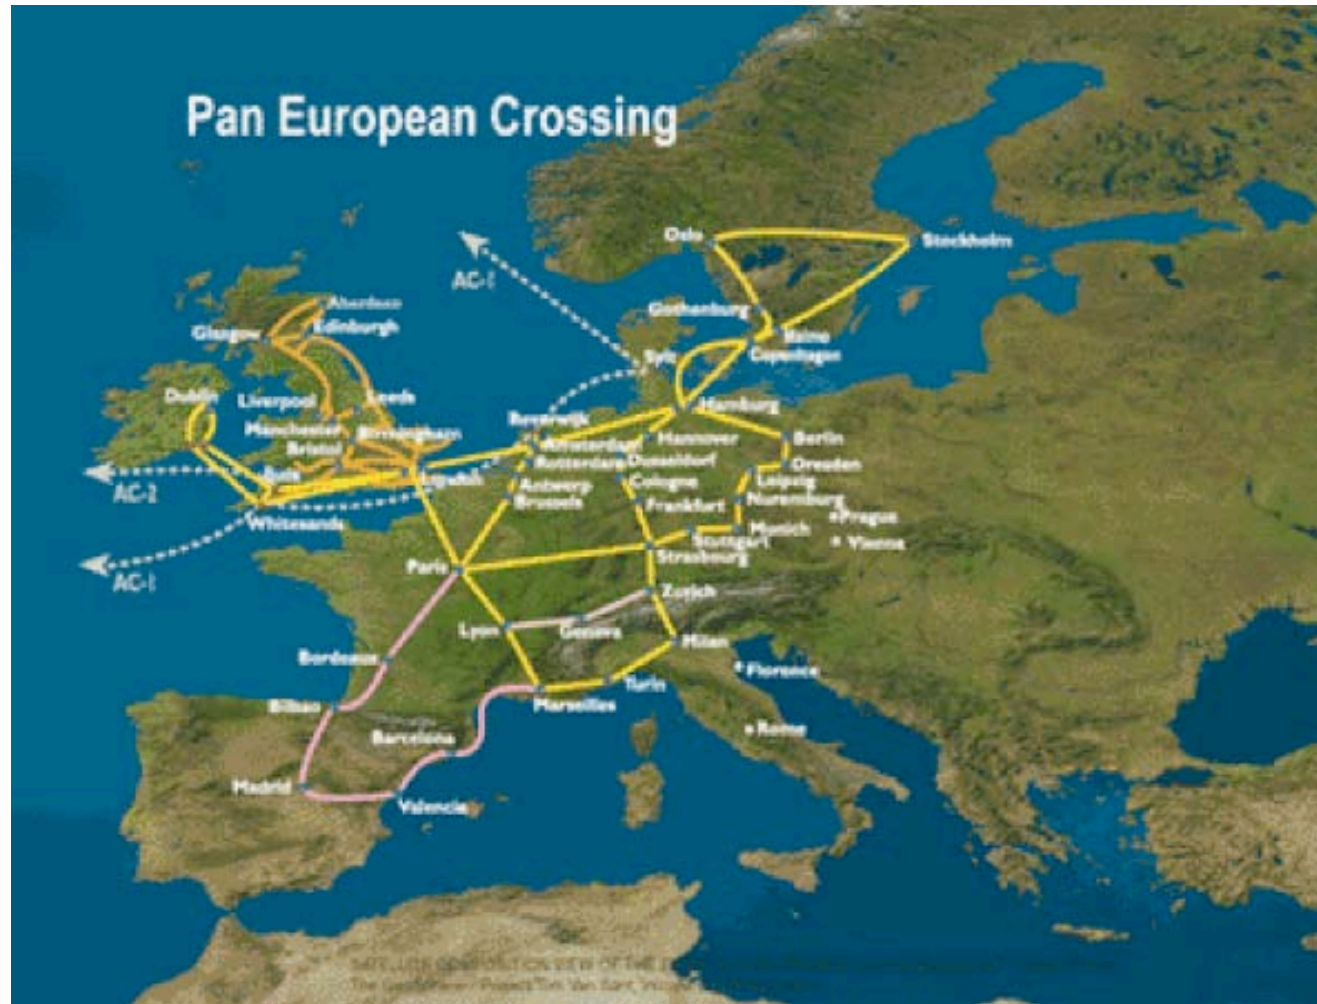 Pan European Crossing
Oslo
Stockholm
AC-1
Aberdeen
Gothenburg
Edinburgh
Glasgow
Malmo
Sylt
Copenhagen
Dublin
Liverpool
Leeds
Hamburg
Beverwijk
Manchester
Birmingham
Hannover
Berlin
Bristol
Amsterdam
Rotterdam
Dusseldorf
Dresden
AC-2
London
Cologne
Leipzig
Antwerp
Brussels
Frankfurt
Nuremburg
Prague
Whitesands
Munich
Stuttgart
Vienna
Strasbourg
Paris
AC-1
Zurich
Lyon
Geneva
Milan
Bordeaux
Florence
Turin
Bilbao
Marseilles
Rome
Barcelona
Madrid
Valencia